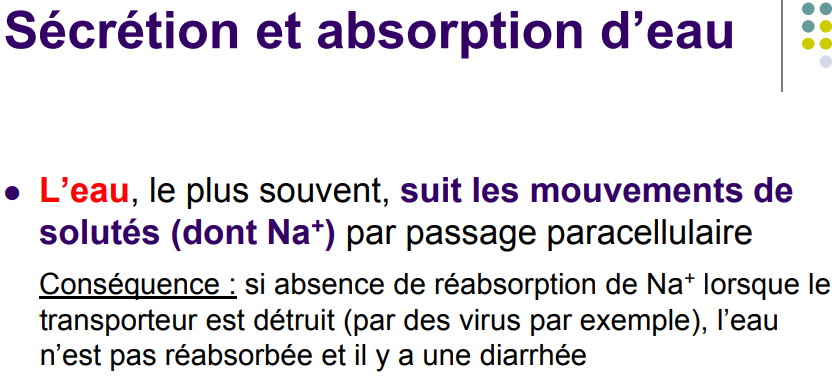 Sécrétion et absorption d’eau
● L’eau, le plus souvent, suit les mouvements de
solutés (dont Na⁺) par passage paracellulaire
Conséquence : si absence de réabsorption de Na⁺ lorsque le
transporteur est détruit (par des virus par exemple), l’eau
n’est pas réabsorbée et il y a une diarrhée